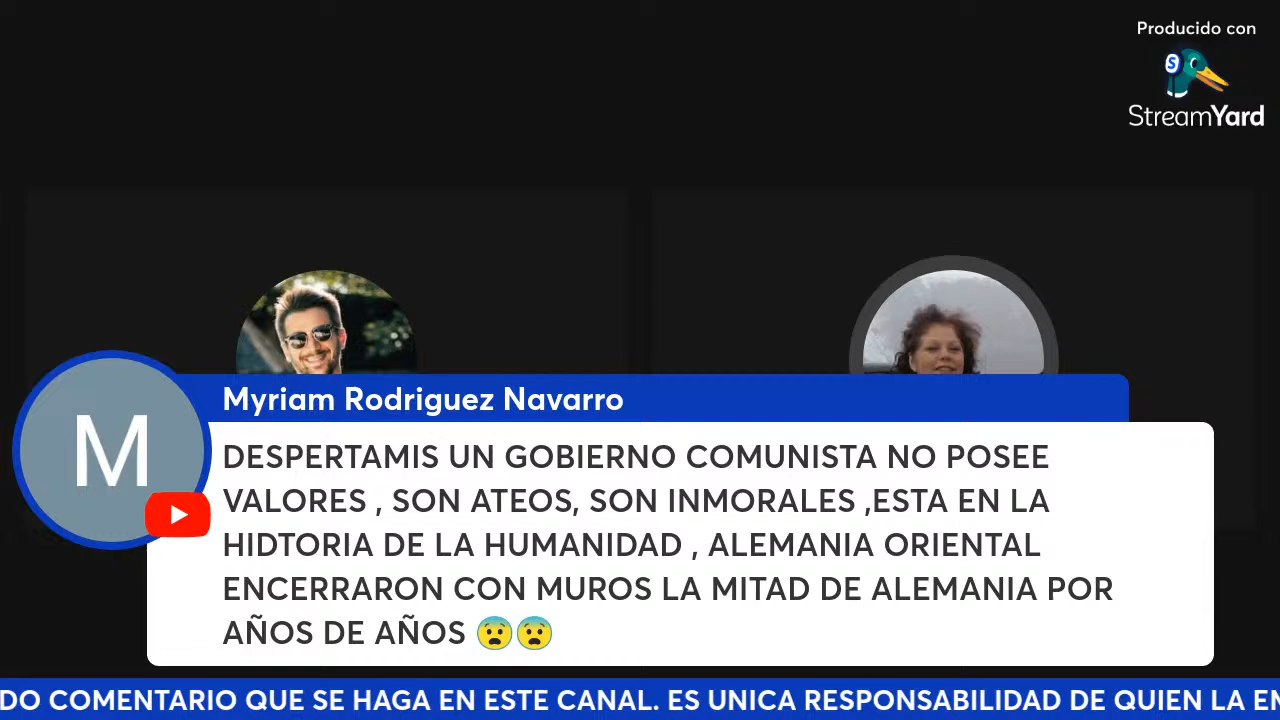 Producido con
S
StreamYard
Myriam Rodriguez Navarro
M
DESPERTAMIS UN GOBIERNO COMUNISTA NO POSEE
VALORES , SON ATEOS, SON INMORALES ,ESTA EN LA
HIDTORIA DE LA HUMANIDAD , ALEMANIA ORIENTAL
ENCERRARON CON MUROS LA MITAD DE ALEMANIA POR
AÑOS DE AÑOS 😨😨
DO COMENTARIO QUE SE HAGA EN ESTE CANAL. ES UNICA RESPONSABILIDAD DE QUIEN LA EM